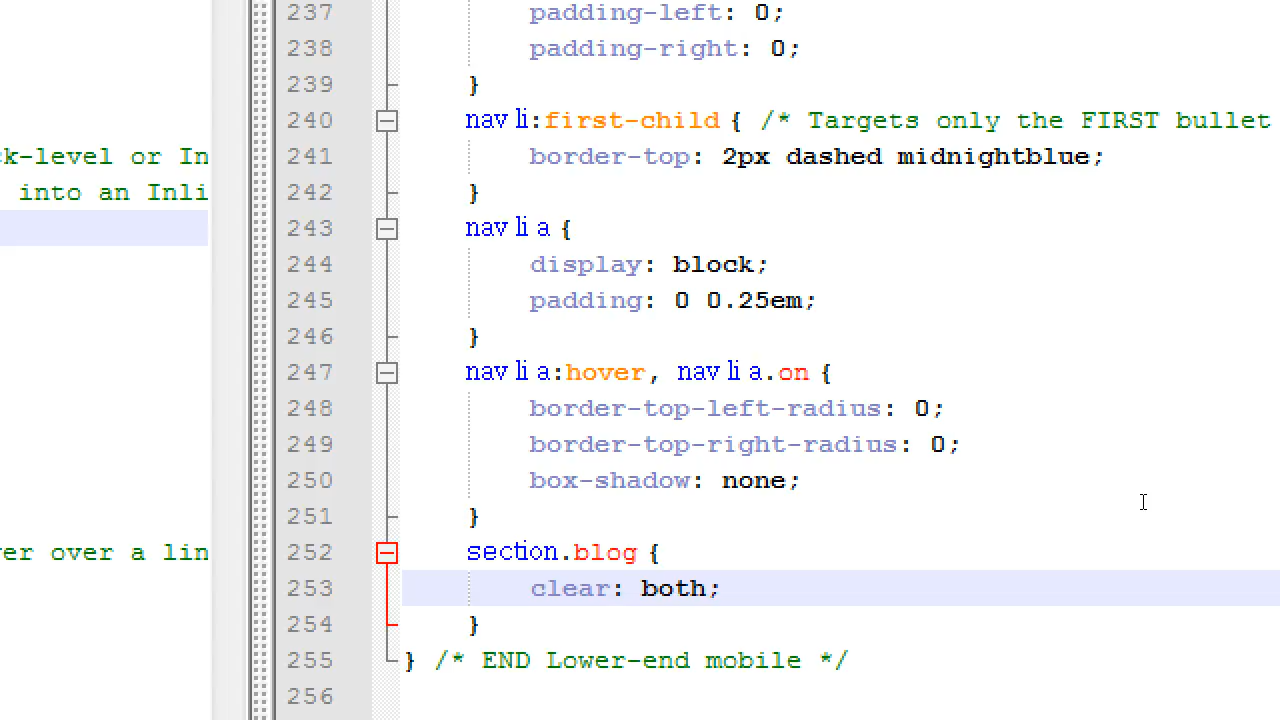 237 padding-left: 0;
238 padding-right: 0;
239 }
240 nav li:first-child { /* Targets only the FIRST bullet
ck-level or In
241 border-top: 2px dashed midnightblue;
into an Inli
242 }
243 nav li a {
244 display: block;
245 padding: 0 0.25em;
246 }
247 nav li a:hover, nav li a.on {
248 border-top-left-radius: 0;
249 border-top-right-radius: 0;
250 box-shadow: none;
251 }
ver over a lin
252 section.blog {
253 clear: both;
254 }
255 } /* END Lower-end mobile */
256